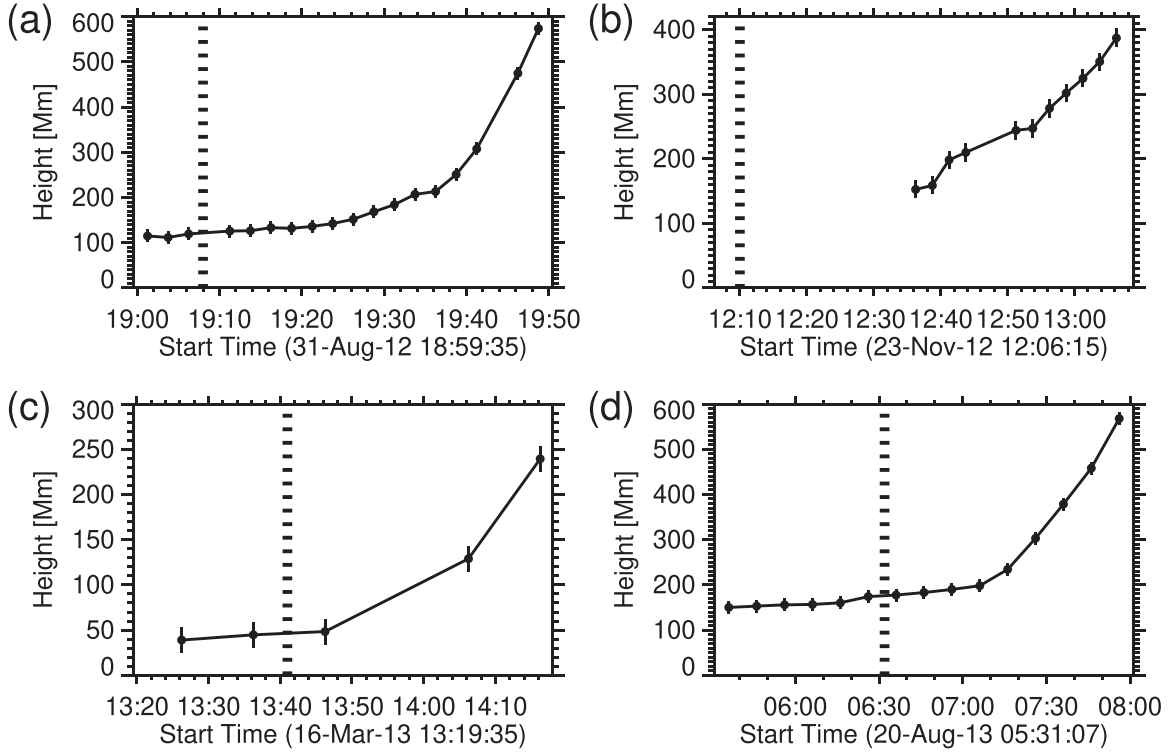 (a)
600
500
400
300
200
100
0
Height [Mm]
19:00 19:10 19:20 19:30 19:40 19:50
Start Time (31-Aug-12 18:59:35)
(b)
400
300
200
100
0
Height [Mm]
12:10 12:20 12:30 12:40 12:50 13:00
Start Time (23-Nov-12 12:06:15)
(c)
300
250
200
150
100
50
0
Height [Mm]
13:20 13:30 13:40 13:50 14:00 14:10
Start Time (16-Mar-13 13:19:35)
(d)
600
500
400
300
200
100
0
Height [Mm]
06:00 06:30 07:00 07:30 08:00
Start Time (20-Aug-13 05:31:07)